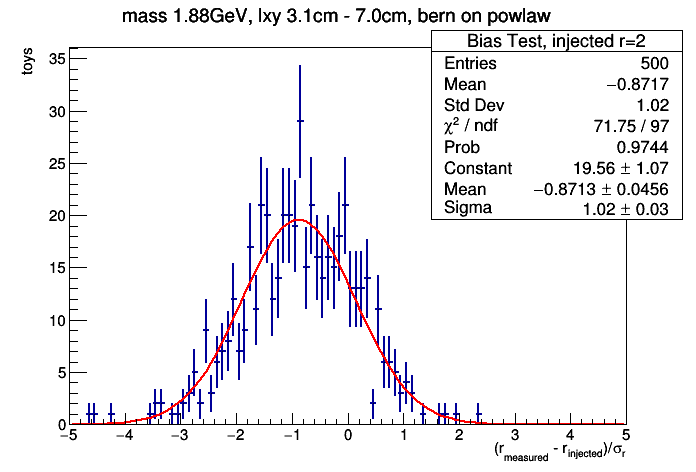 mass 1.88GeV, lxy 3.1cm - 7.0cm, bern on powlaw
Bias Test, injected r=2
Entries 500
Mean −0.8717
Std Dev 1.02
χ² / ndf 71.75 / 97
Prob 0.9744
Constant 19.56 ± 1.07
Mean −0.8713 ± 0.0456
Sigma 1.02 ± 0.03
toys
35
30
25
20
15
10
5
0
−5 −4 −3 −2 −1 0 1 2 3 4 5
(r_measured - r_injected)/σ_r